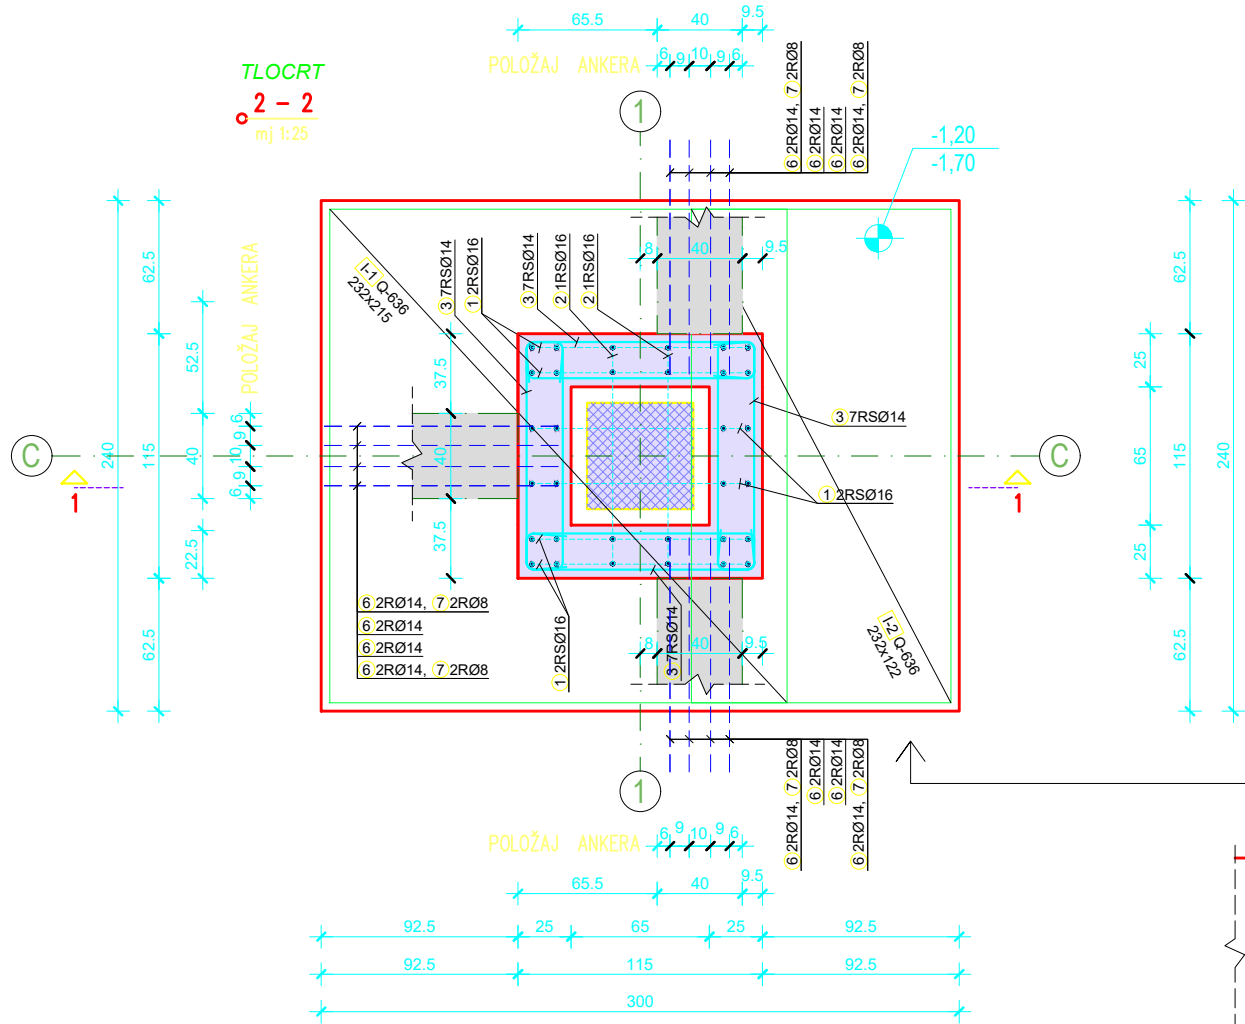 65.5
40
9.5
POLOŽAJ ANKERA
6 9 10 9 6
TLOCRT
2 - 2
mj 1:25
1
6 2RØ14, 7 2RØ8
6 2RØ14
6 2RØ14
6 2RØ14, 7 2RØ8
-1,20
-1,70
I-1 Q-636
232x215
3 7RSØ14
1 2RSØ16
3 7RSØ14
2 1RSØ16
2 1RSØ16
8
40
9.5
240
62.5
115
62.5
POLOŽAJ ANKERA
52.5
40
22.5
6 9 10 9 6
37.5
40
37.5
62.5
115
62.5
240
25
65
25
3 7RSØ14
1 2RSØ16
C
C
1
1
6 2RØ14, 7 2RØ8
6 2RØ14
6 2RØ14
6 2RØ14, 7 2RØ8
1 2RSØ16
3 7RSØ14
8
40
9.5
I-2 Q-636
232x122
1
6 2RØ14, 7 2RØ8
6 2RØ14
6 2RØ14
6 2RØ14, 7 2RØ8
POLOŽAJ ANKERA
6 9 10 9 6
65.5
40
9.5
92.5
25
65
25
92.5
92.5
115
92.5
300